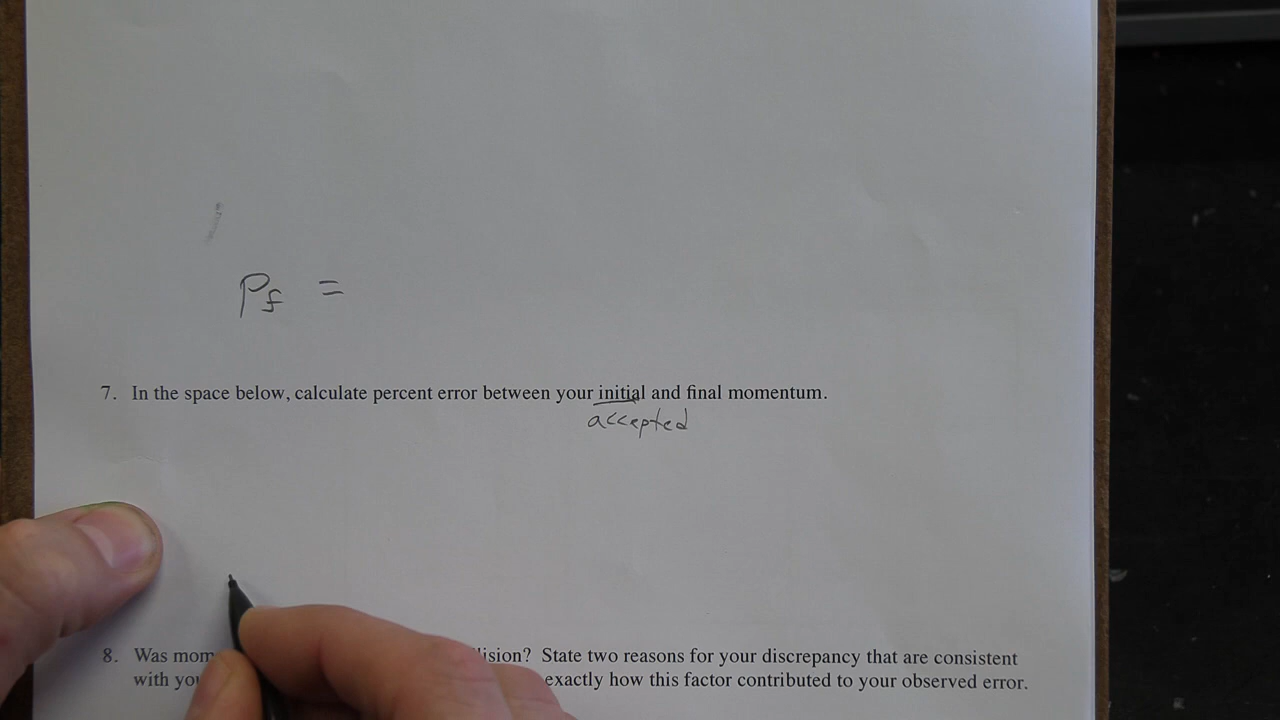 Pf =
7. In the space below, calculate percent error between your initial and final momentum.
accepted
8. Was mom lision? State two reasons for your discrepancy that are consistent
with you exactly how this factor contributed to your observed error.